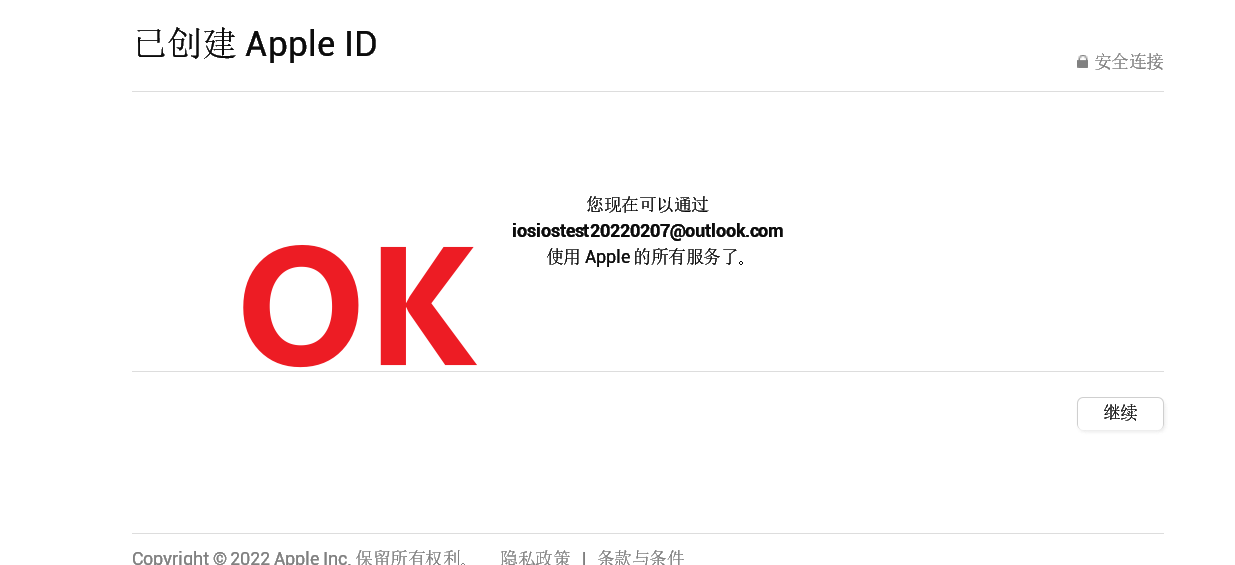 已创建 Apple ID
安全连接
您现在可以通过
iosiostest20220207@outlook.com
使用 Apple 的所有服务了。
OK
继续
Copyright © 2022 Apple Inc. 保留所有权利。 隐私政策 | 条款与条件